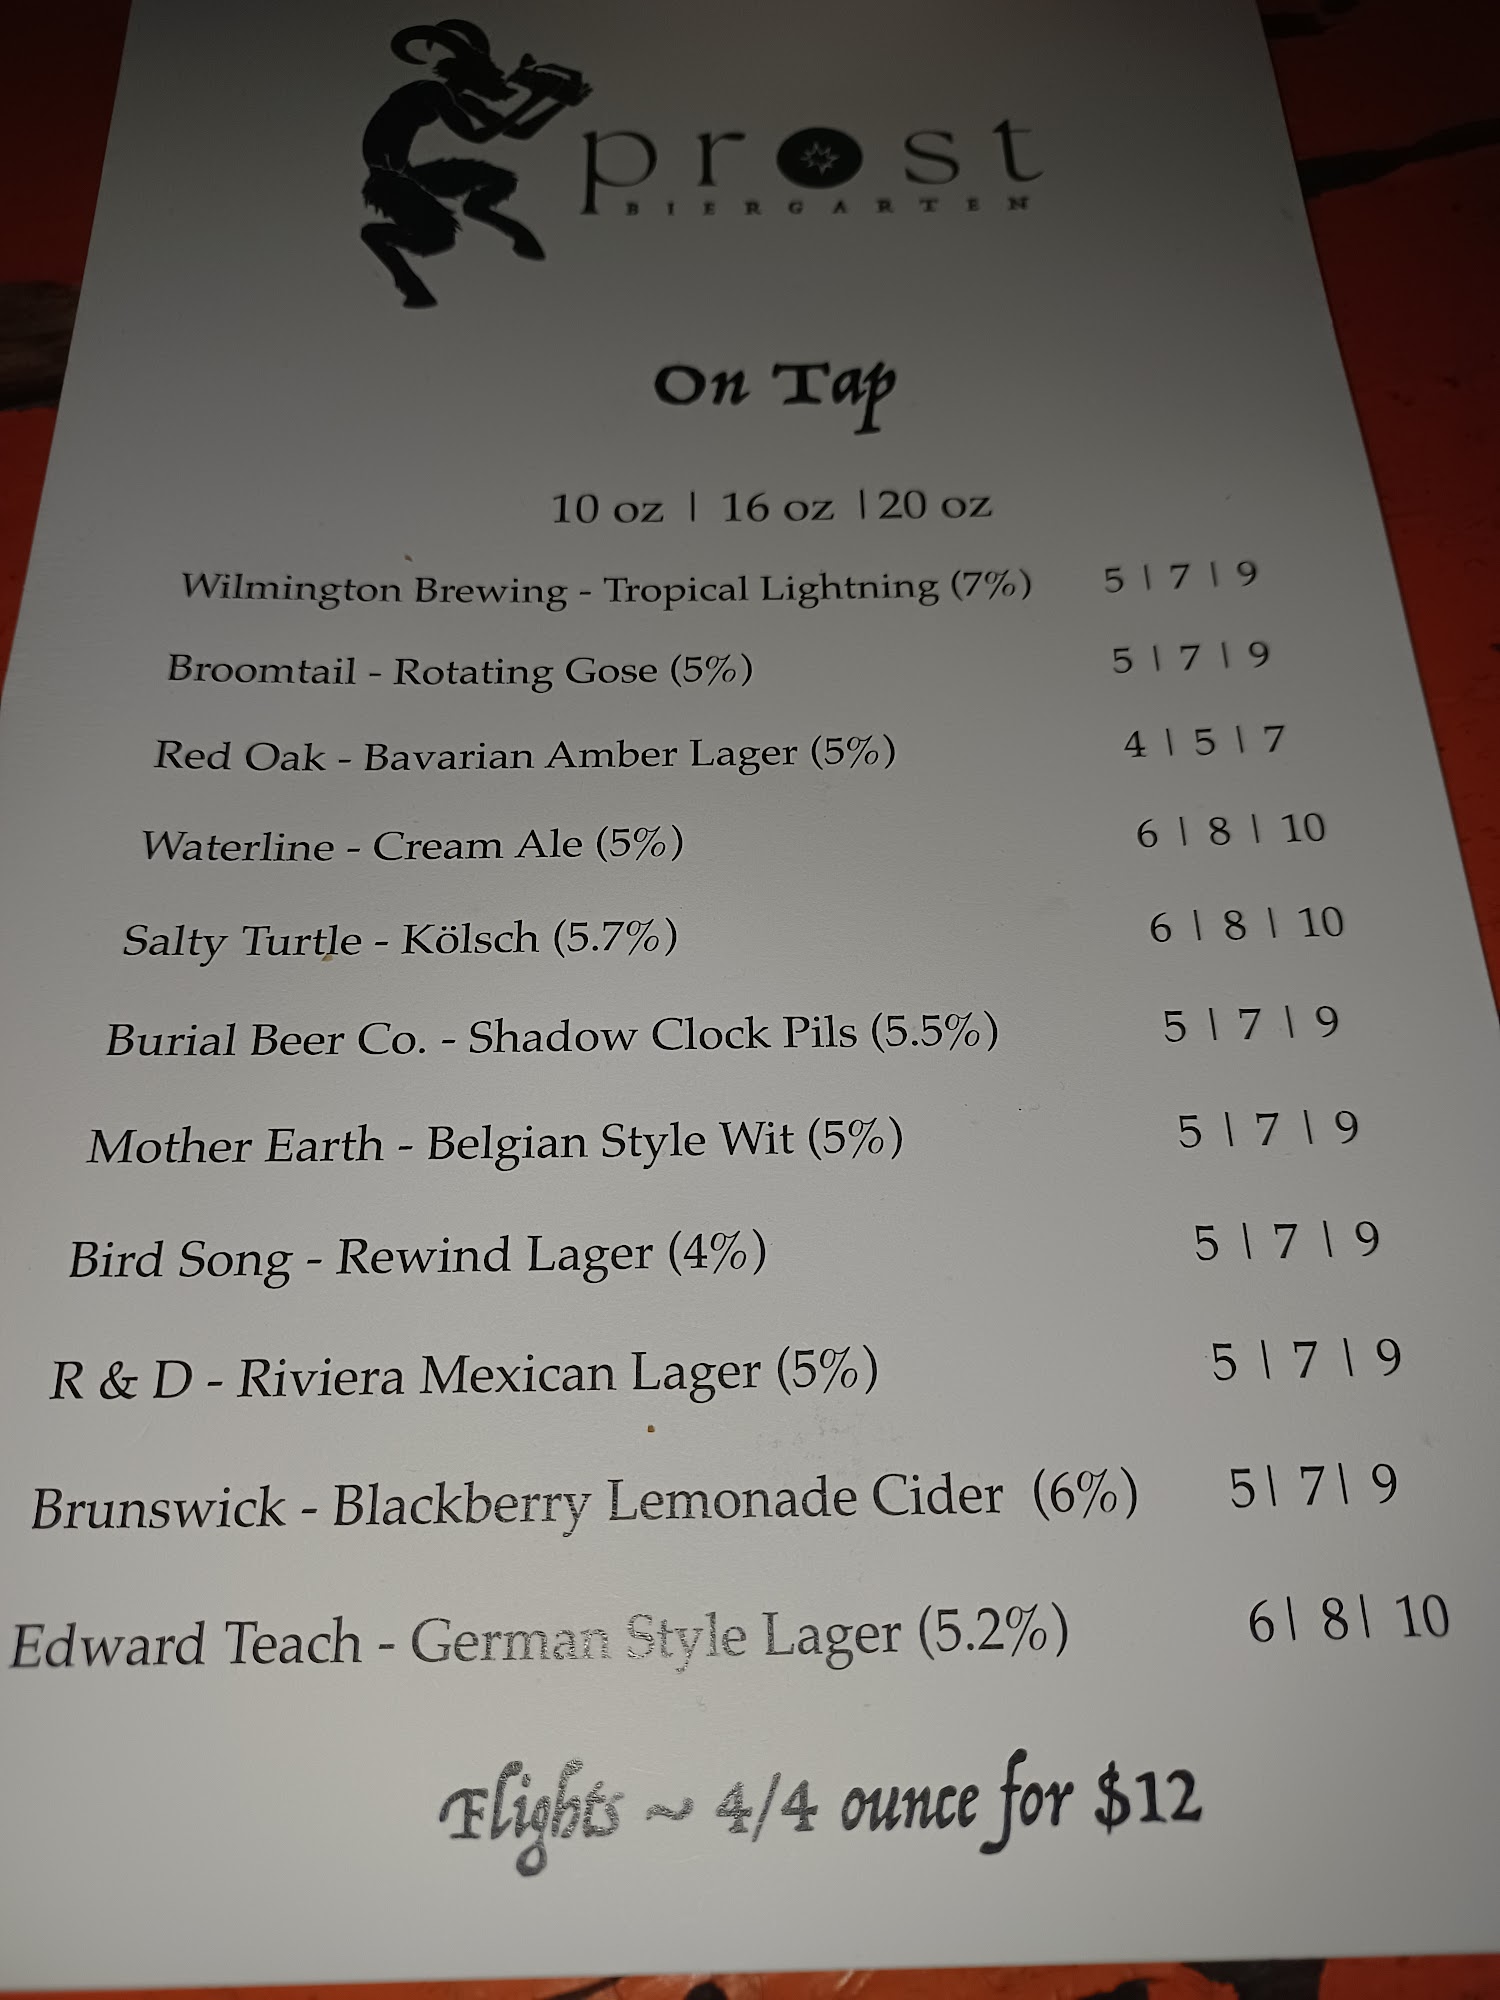 prost
BIERGARTEN
On Tap
10 oz | 16 oz | 20 oz
Wilmington Brewing - Tropical Lightning (7%) 5 | 7 | 9
Broomtail - Rotating Gose (5%) 5 | 7 | 9
Red Oak - Bavarian Amber Lager (5%) 4 | 5 | 7
Waterline - Cream Ale (5%) 6 | 8 | 10
Salty Turtle - Kölsch (5.7%) 6 | 8 | 10
Burial Beer Co. - Shadow Clock Pils (5.5%) 5 | 7 | 9
Mother Earth - Belgian Style Wit (5%) 5 | 7 | 9
Bird Song - Rewind Lager (4%) 5 | 7 | 9
R & D - Riviera Mexican Lager (5%) 5 | 7 | 9
Brunswick - Blackberry Lemonade Cider (6%) 5| 7| 9
Edward Teach - German Style Lager (5.2%) 6| 8| 10
Flights ~ 4/4 ounce for $12